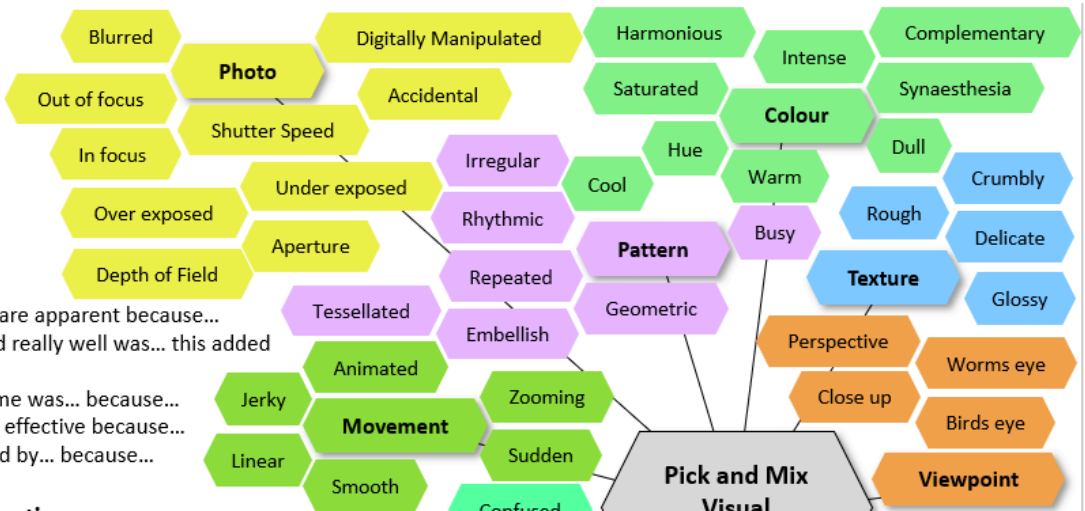 Blurred
Photo
Digitally Manipulated
Out of focus
Accidental
Shutter Speed
In focus
Under exposed
Over exposed
Aperture
Depth of Field
Harmonious
Complementary
Intense
Saturated
Synaesthesia
Colour
Hue
Dull
Cool
Warm
Irregular
Rhythmic
Busy
Pattern
Repeated
Geometric
Tessellated
Embellish
Crumbly
Rough
Delicate
Texture
Glossy
are apparent because...
d really well was... this added
me was... because...
effective because...
d by... because...
Animated
Jerky
Zooming
Movement
Linear
Sudden
Smooth
Confused
Perspective
Worms eye
Close up
Birds eye
Viewpoint
Pick and Mix
Visual